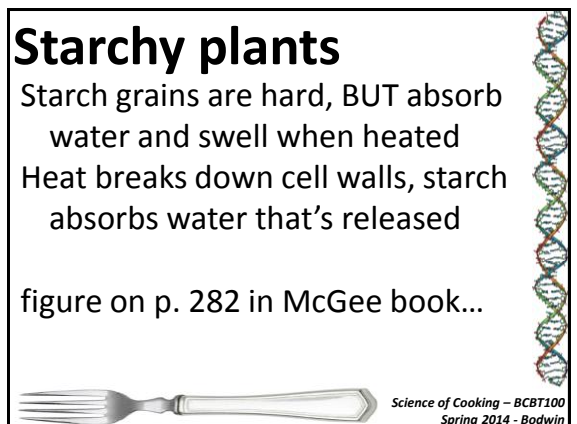 Starchy plants
Starch grains are hard, BUT absorb
water and swell when heated
Heat breaks down cell walls, starch
absorbs water that's released
figure on p. 282 in McGee book…
Science of Cooking – BCBT100
Spring 2014 - Bodwin